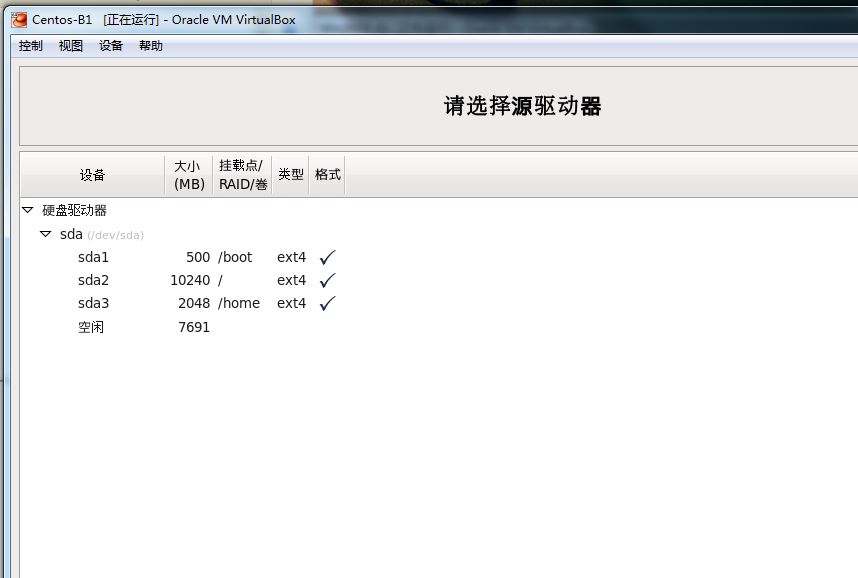 Centos-B1 [正在运行] - Oracle VM VirtualBox
控制 视图 设备 帮助
请选择源驱动器
设备 大小 (MB) 挂载点/ RAID/卷 类型 格式
硬盘驱动器
sda (/dev/sda)
sda1 500 /boot ext4 ✓
sda2 10240 / ext4 ✓
sda3 2048 /home ext4 ✓
空闲 7691